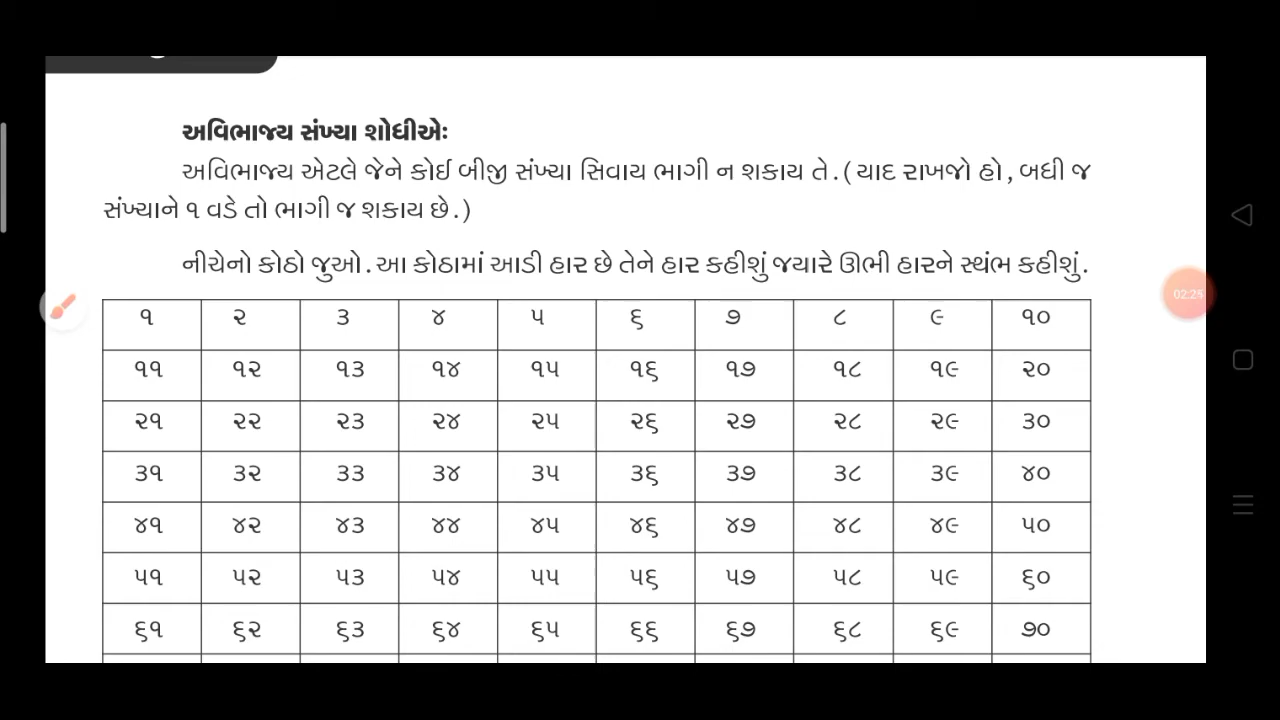 અવિભાજ્ય સંખ્યા શોધીએઃ
અવિભાજ્ય એટલે જેને કોઈ બીજી સંખ્યા સિવાય ભાગી ન શકાય તે.(યાદ રાખજો હો,બધી જ
સંખ્યાને ૧ વડે તો ભાગી જ શકાય છે.)
નીચેનો કોઠો જુઓ.આ કોઠામાં આડી હાર છે તેને હાર કહીશું જયારે ઊભી હારને સ્થંભ કહીશું.
૧ ૨ ૩ ૪ ૫ ૬ ૭ ૮ ૯ ૧૦
૧૧ ૧૨ ૧૩ ૧૪ ૧૫ ૧૬ ૧૭ ૧૮ ૧૯ ૨૦
૨૧ ૨૨ ૨૩ ૨૪ ૨૫ ૨૬ ૨૭ ૨૮ ૨૯ ૩૦
૩૧ ૩૨ ૩૩ ૩૪ ૩૫ ૩૬ ૩૭ ૩૮ ૩૯ ૪૦
૪૧ ૪૨ ૪૩ ૪૪ ૪૫ ૪૬ ૪૭ ૪૮ ૪૯ ૫૦
૫૧ ૫૨ ૫૩ ૫૪ ૫૫ ૫૬ ૫૭ ૫૮ ૫૯ ૬૦
૬૧ ૬૨ ૬૩ ૬૪ ૬૫ ૬૬ ૬૭ ૬૮ ૬૯ ૭૦
02:25